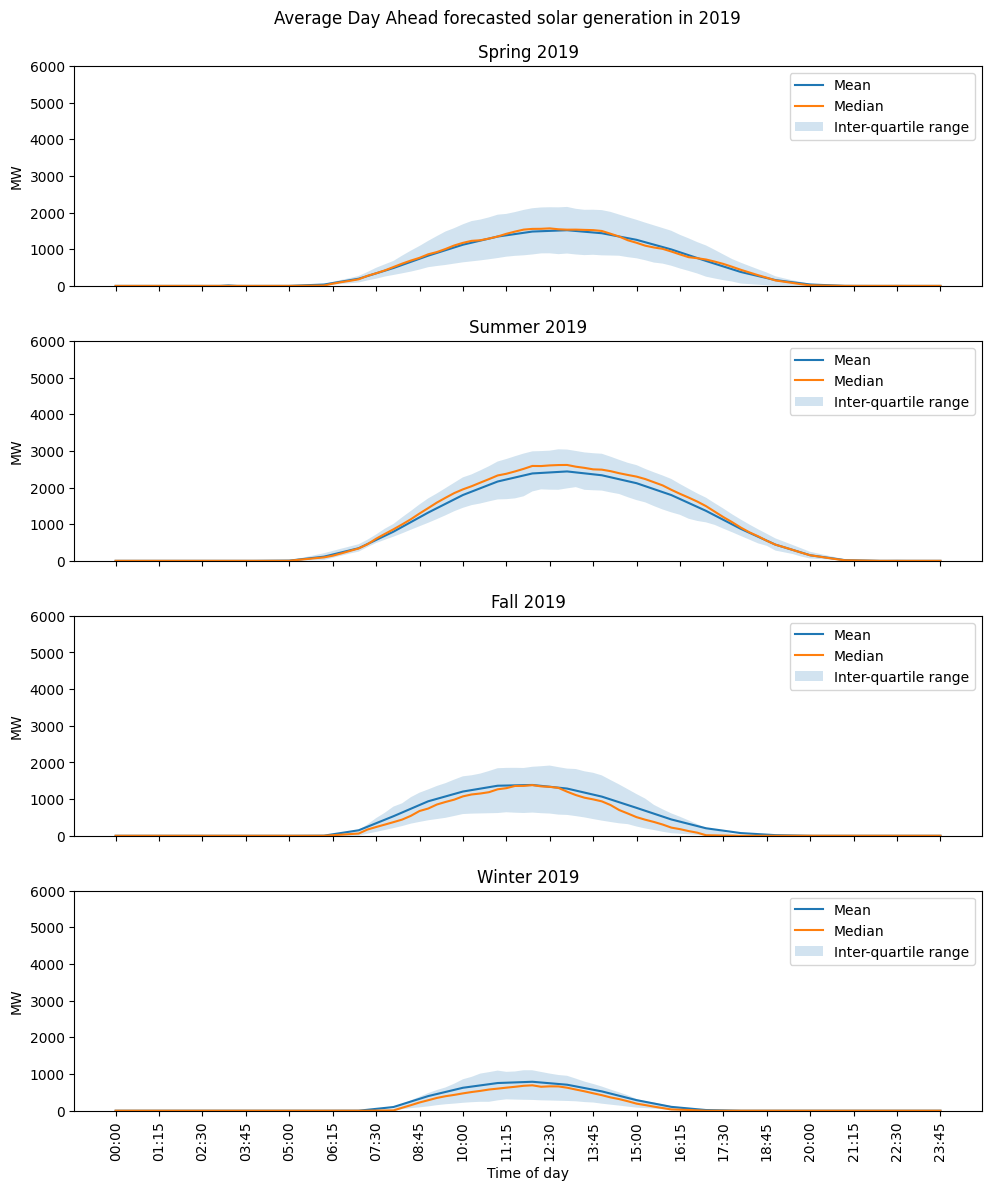 Average Day Ahead forecasted solar generation in 2019
Spring 2019
6000
5000
4000
3000
2000
1000
0
MW
Mean
Median
Inter-quartile range
Summer 2019
6000
5000
4000
3000
2000
1000
0
MW
Mean
Median
Inter-quartile range
Fall 2019
6000
5000
4000
3000
2000
1000
0
MW
Mean
Median
Inter-quartile range
Winter 2019
6000
5000
4000
3000
2000
1000
0
MW
Mean
Median
Inter-quartile range
00:00 01:15 02:30 03:45 05:00 06:15 07:30 08:45 10:00 11:15 12:30 13:45 15:00 16:15 17:30 18:45 20:00 21:15 22:30 23:45
Time of day